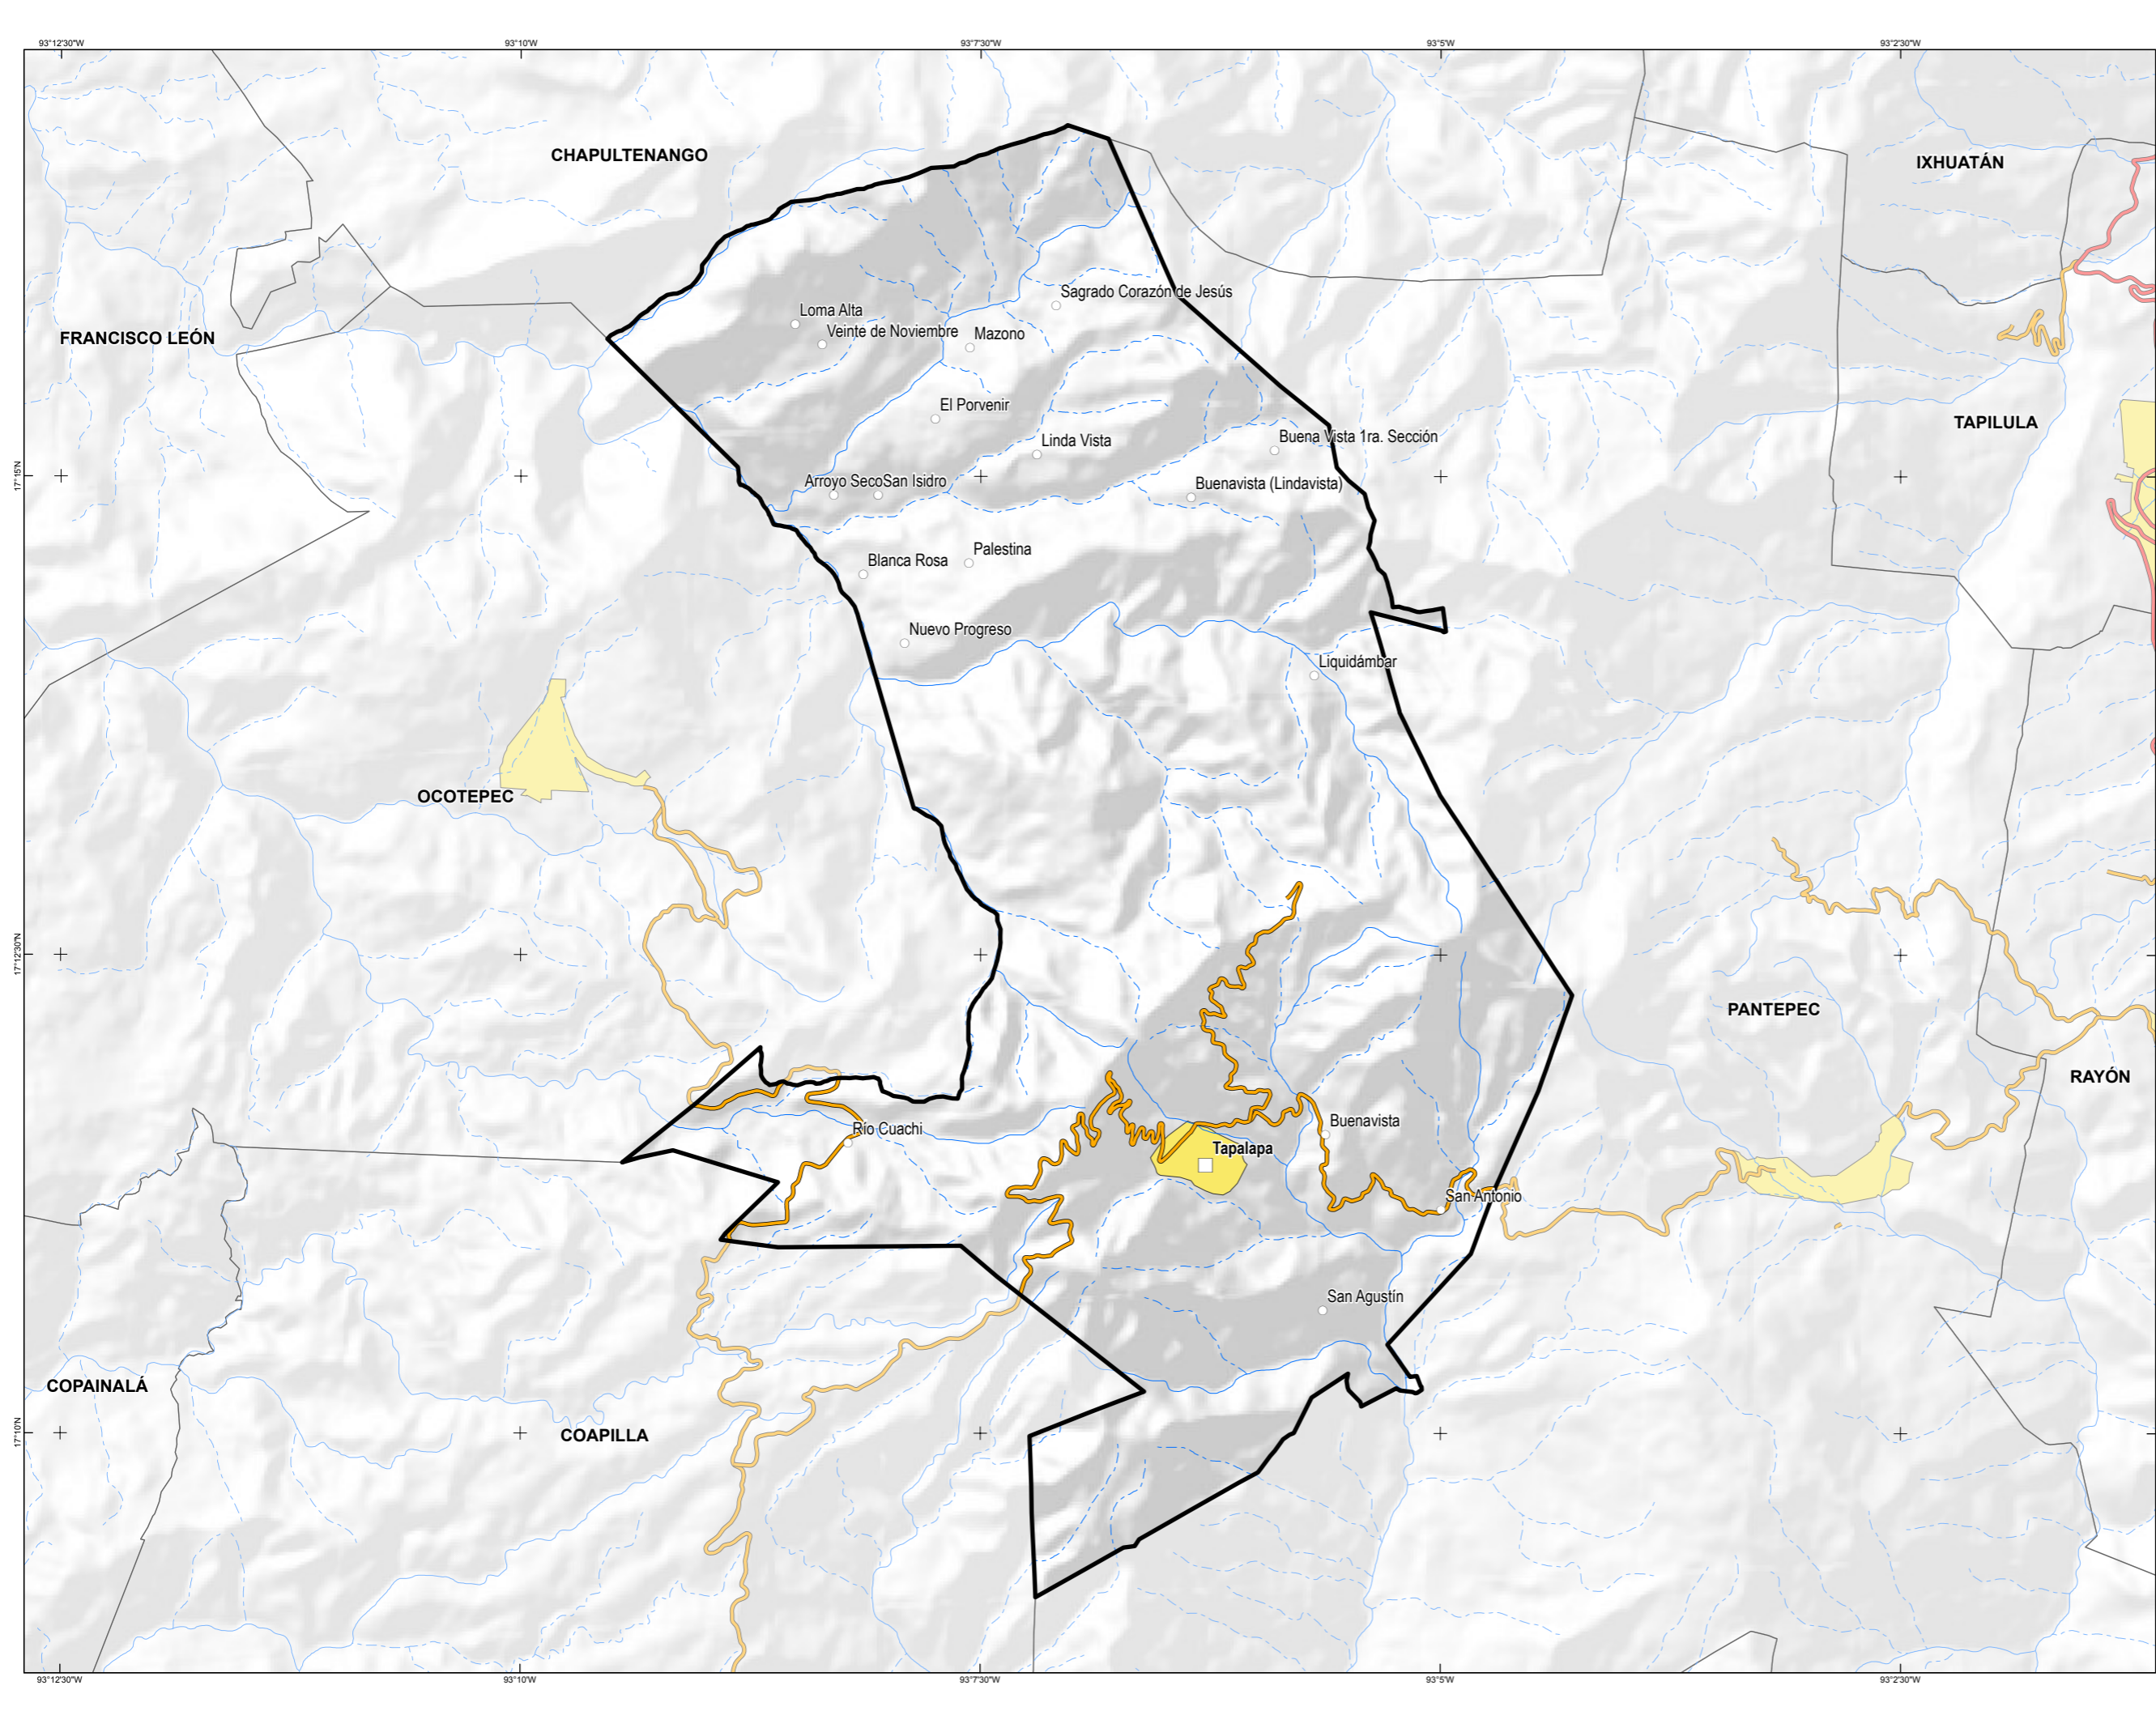 93°12'30"W
93°10'W
93°7'30"W
93°5'W
93°2'30"W
CHAPULTENANGO
IXHUATÁN
Sagrado Corazón de Jesús
Loma Alta
Veinte de Noviembre
Mazono
FRANCISCO LEÓN
El Porvenir
TAPILULA
Linda Vista
Buena Vista 1ra. Sección
17°15'N
Arroyo Seco
San Isidro
Buenavista (Lindavista)
Palestina
Blanca Rosa
Nuevo Progreso
Liquidámbar
OCOTEPEC
17°12'30"N
PANTEPEC
RAYÓN
Río Cuachi
Buenavista
Tapalapa
San Antonio
San Agustín
COPAINALÁ
17°10'N
COAPILLA
93°12'30"W
93°10'W
93°7'30"W
93°5'W
93°2'30"W